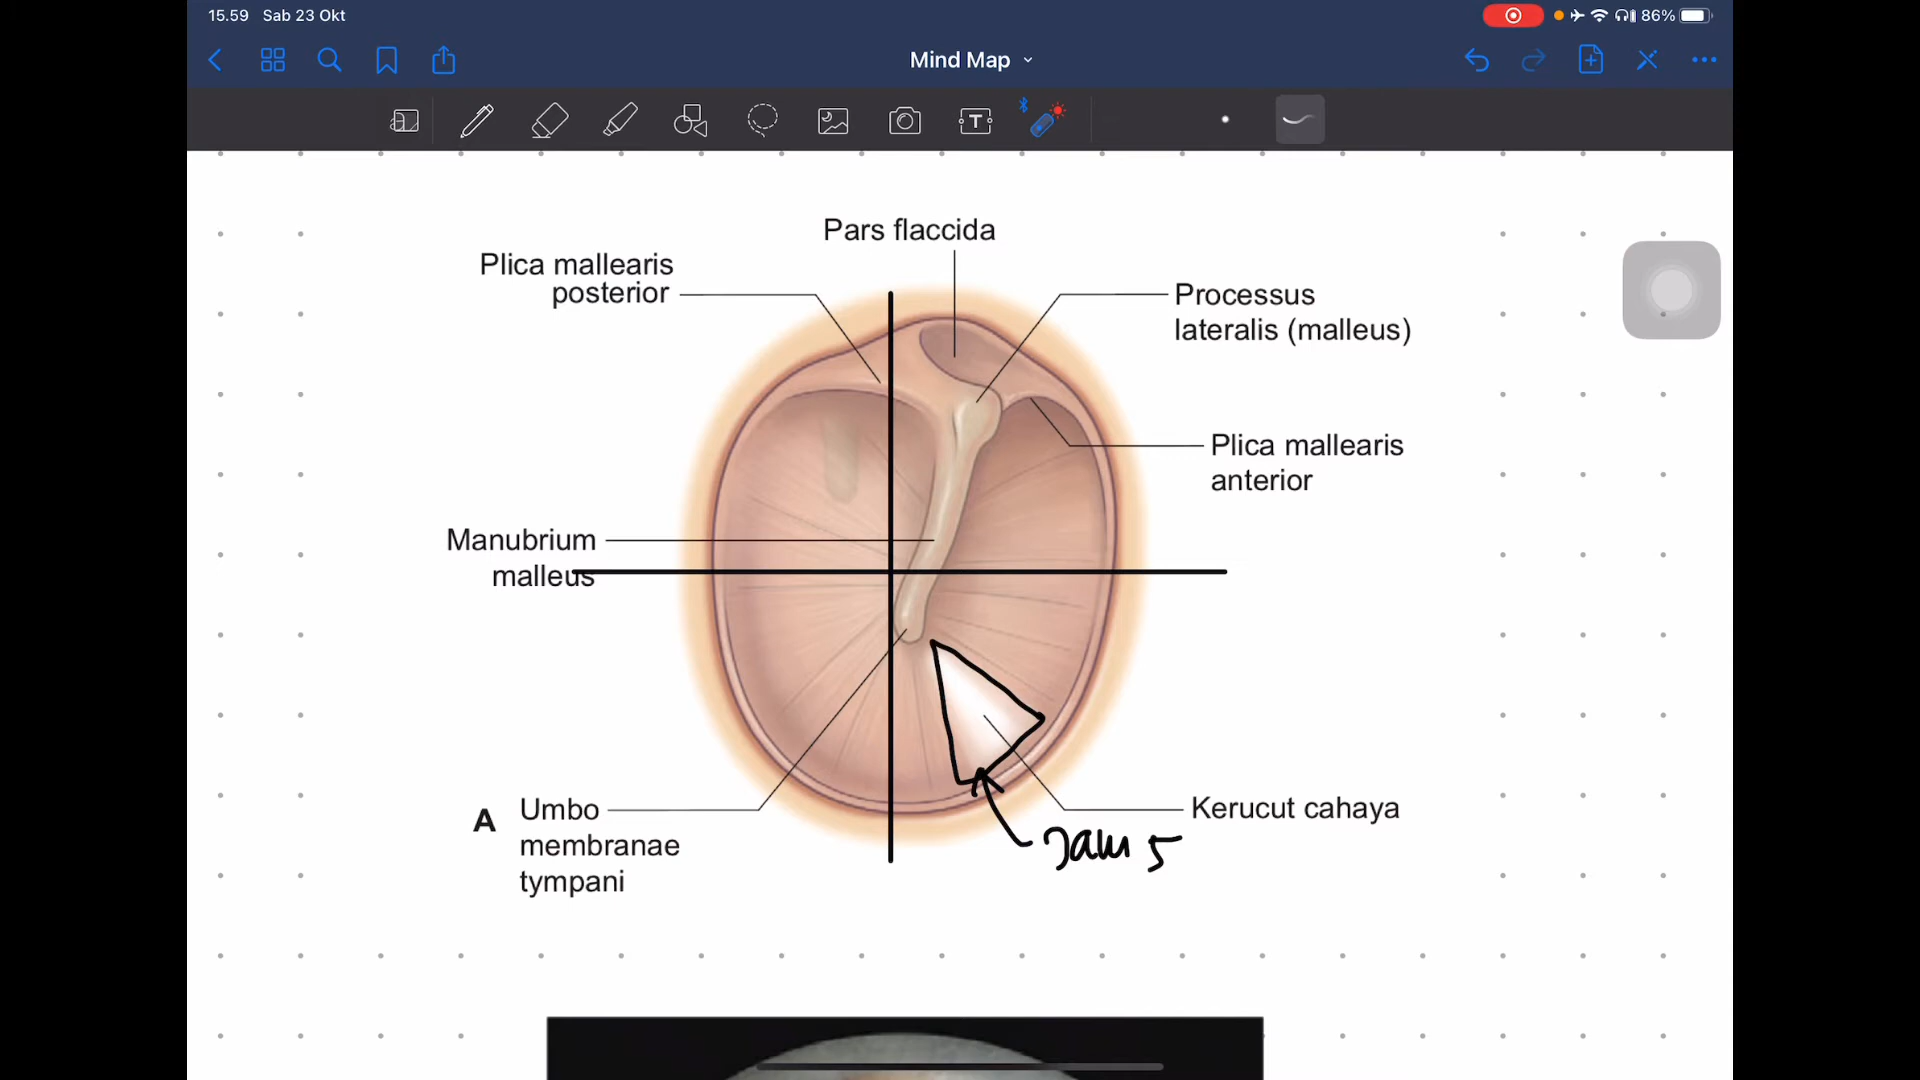 15.59 Sab 23 Okt
86%
Mind Map
T
Pars flaccida
Plica mallearis
posterior
Processus
lateralis (malleus)
Plica mallearis
anterior
Manubrium
malleus
A
Umbo
membranae
tympani
Kerucut cahaya
Jam 5